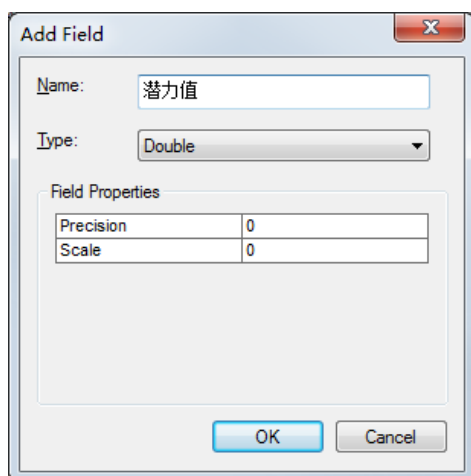 Add Field
Name: 潜力值
Type: Double
Field Properties
Precision 0
Scale 0
OK Cancel